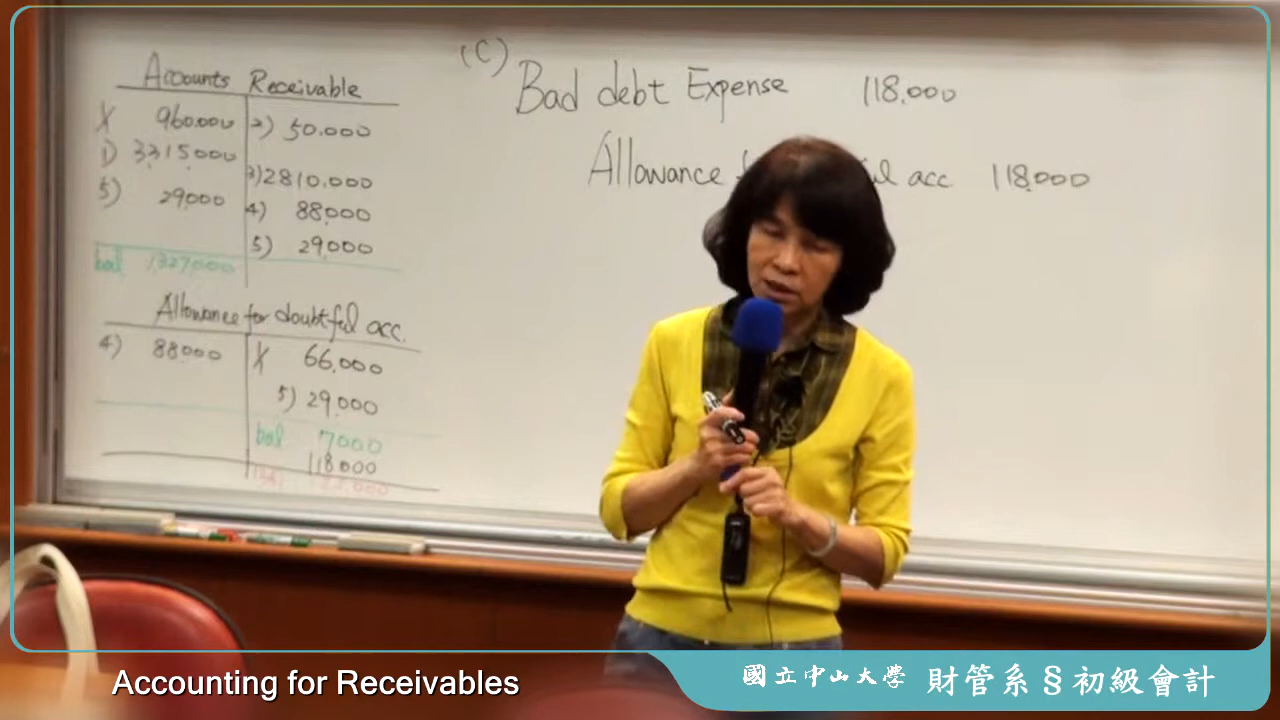 Accounts Receivable
X 960.000 2) 50.000
1) 3,315,000
3) 2810.000
5) 29,000 4) 88,000
5) 29,000
bal 1,327,000
Allowance for doubtful acc.
4) 88000 X 66,000
5) 29,000
bal 7000
118,000
(C)
Bad debt Expense 118.000
Allowance acc 118,000
Accounting for Receivables
國立中山大學 財管系§初級會計